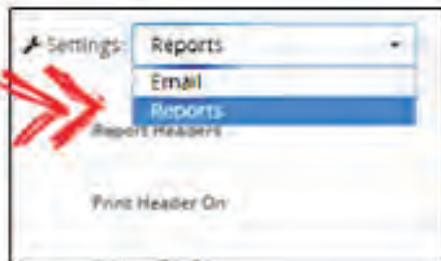 Settings: Reports
Email
Reports
Report Headers
Print Header On